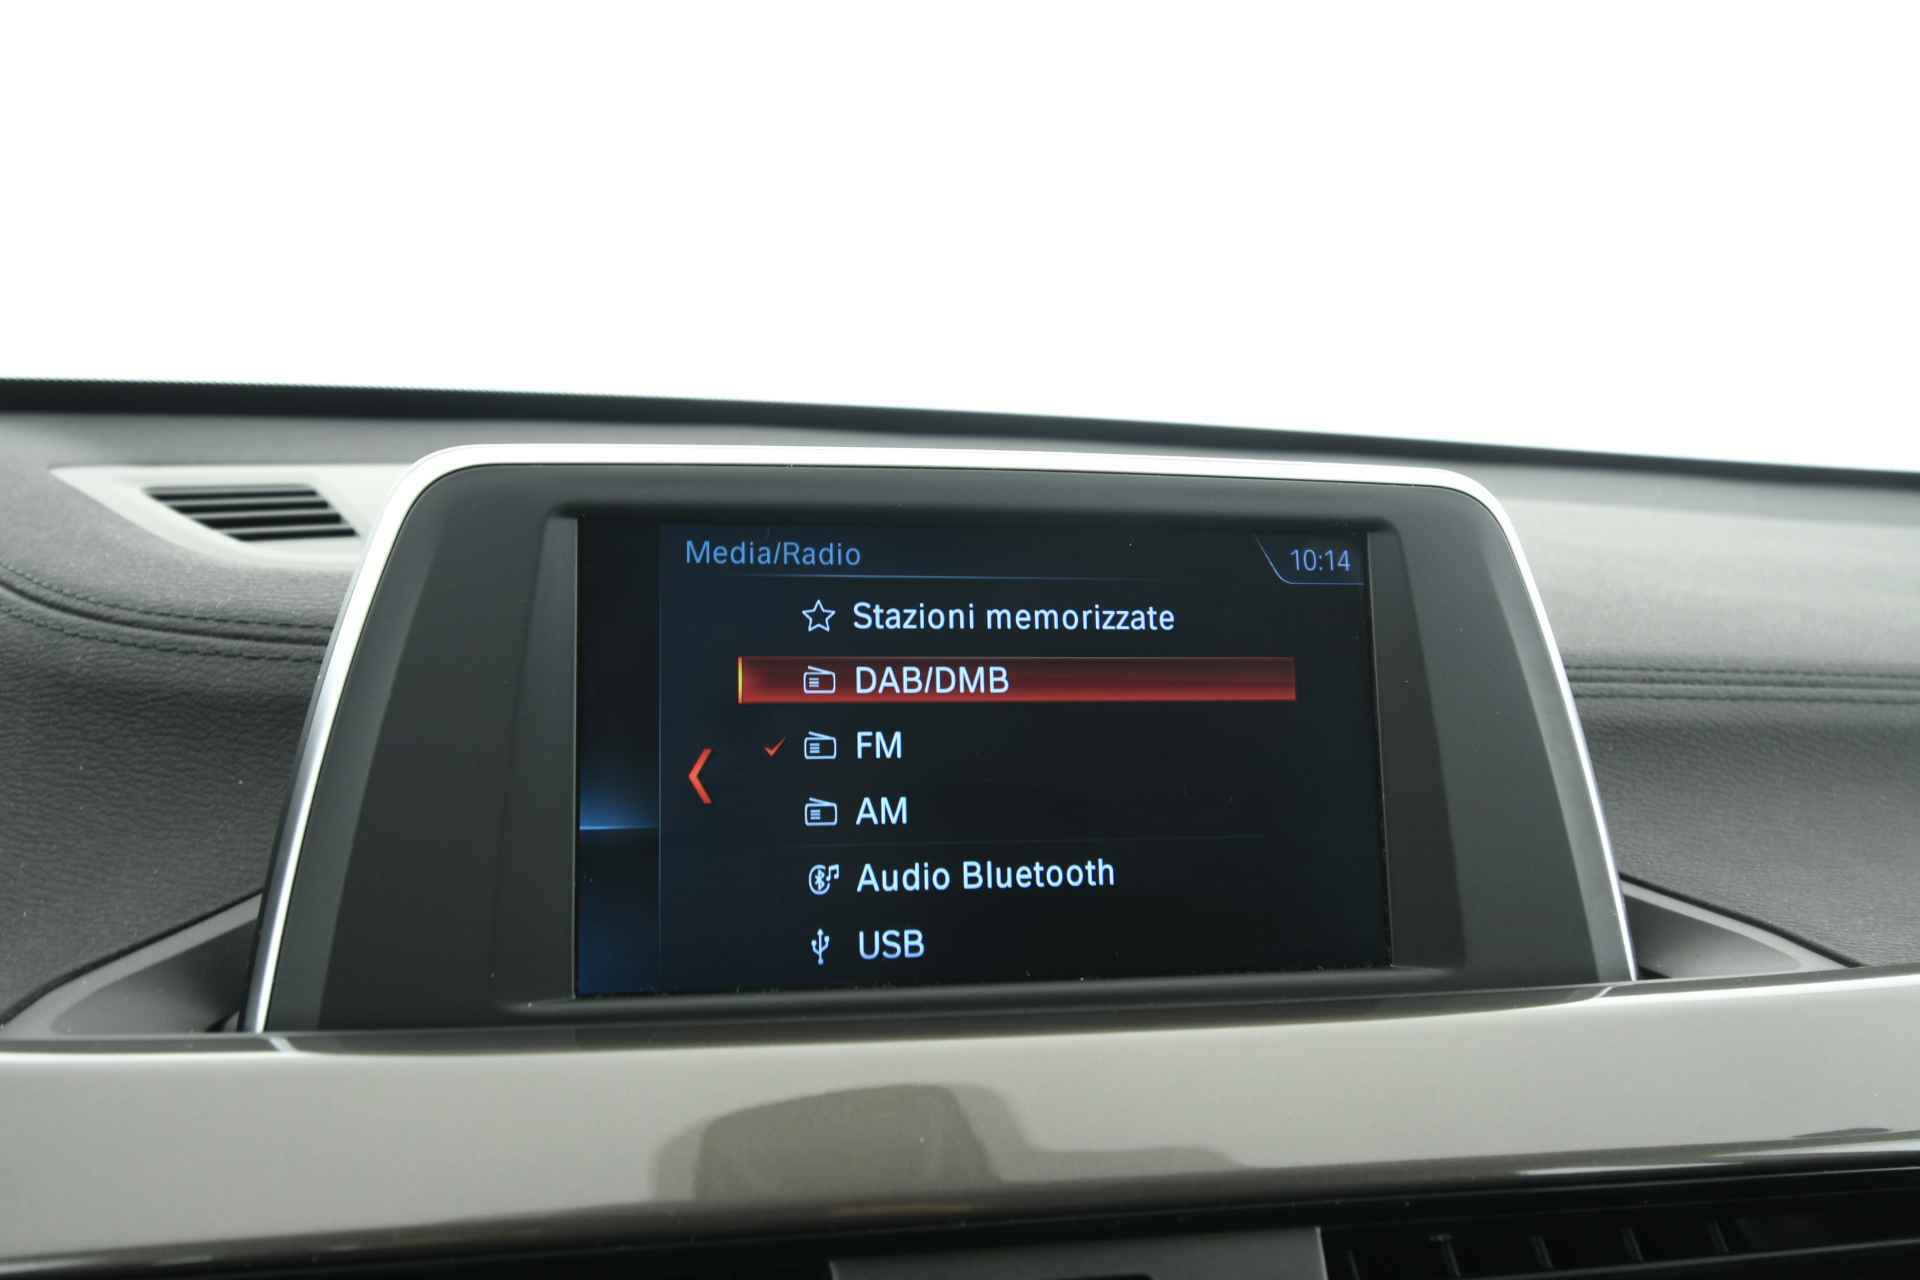 Media/Radio
10:14
Stazioni memorizzate
DAB/DMB
FM
AM
Audio Bluetooth
USB